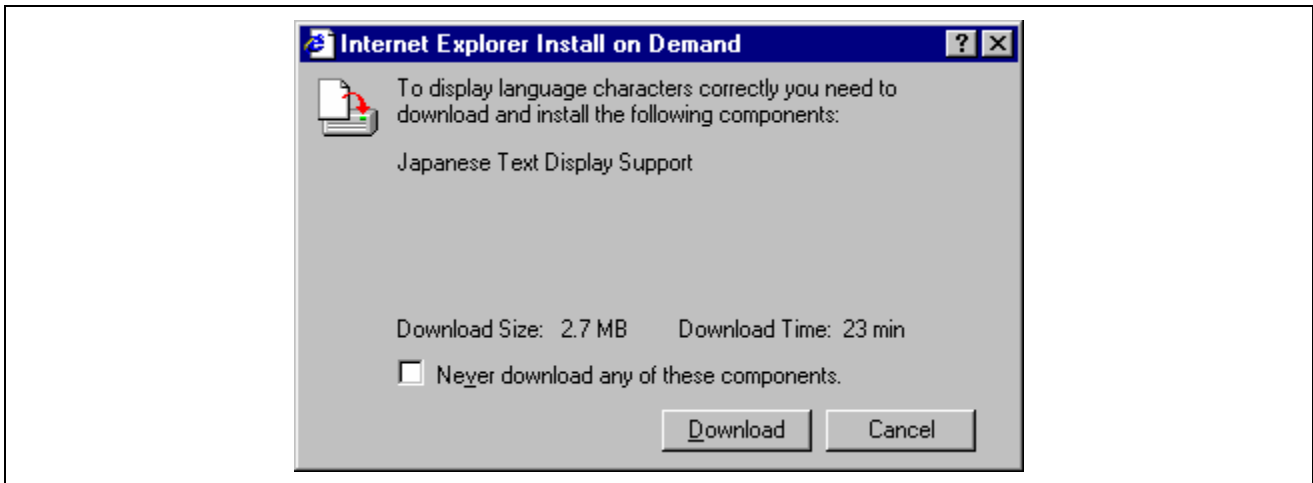 Internet Explorer Install on Demand
To display language characters correctly you need to
download and install the following components:
Japanese Text Display Support
Download Size: 2.7 MB Download Time: 23 min
Never download any of these components.
Download Cancel